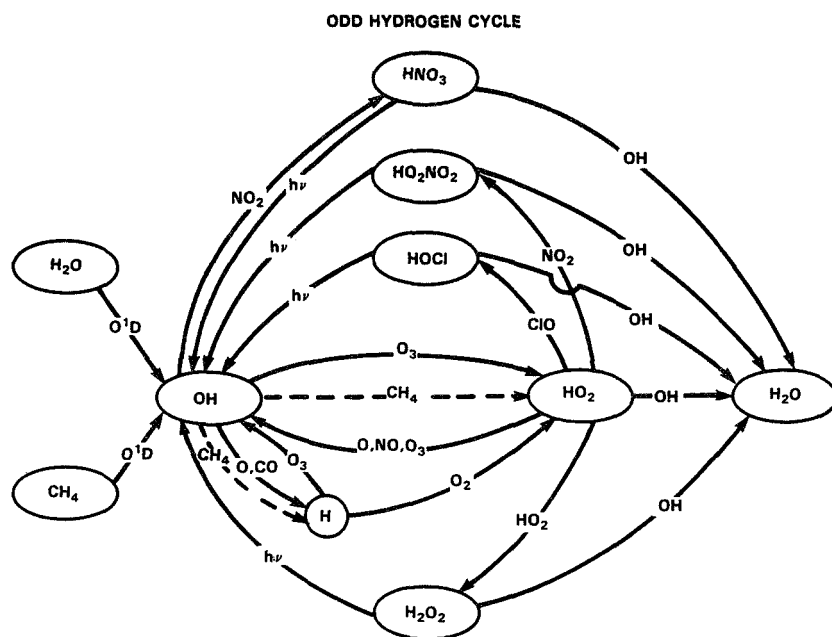 ODD HYDROGEN CYCLE
HNO₃
OH
hν
NO₂
HO₂NO₂
OH
hν
NO₂
HOCl
H₂O
hν
ClO
OH
O¹D
O₃
OH
CH₄
HO₂
OH
H₂O
O,NO,O₃
O¹D
CH₄
O,CO
O₃
O₂
CH₄
H
HO₂
OH
hν
H₂O₂